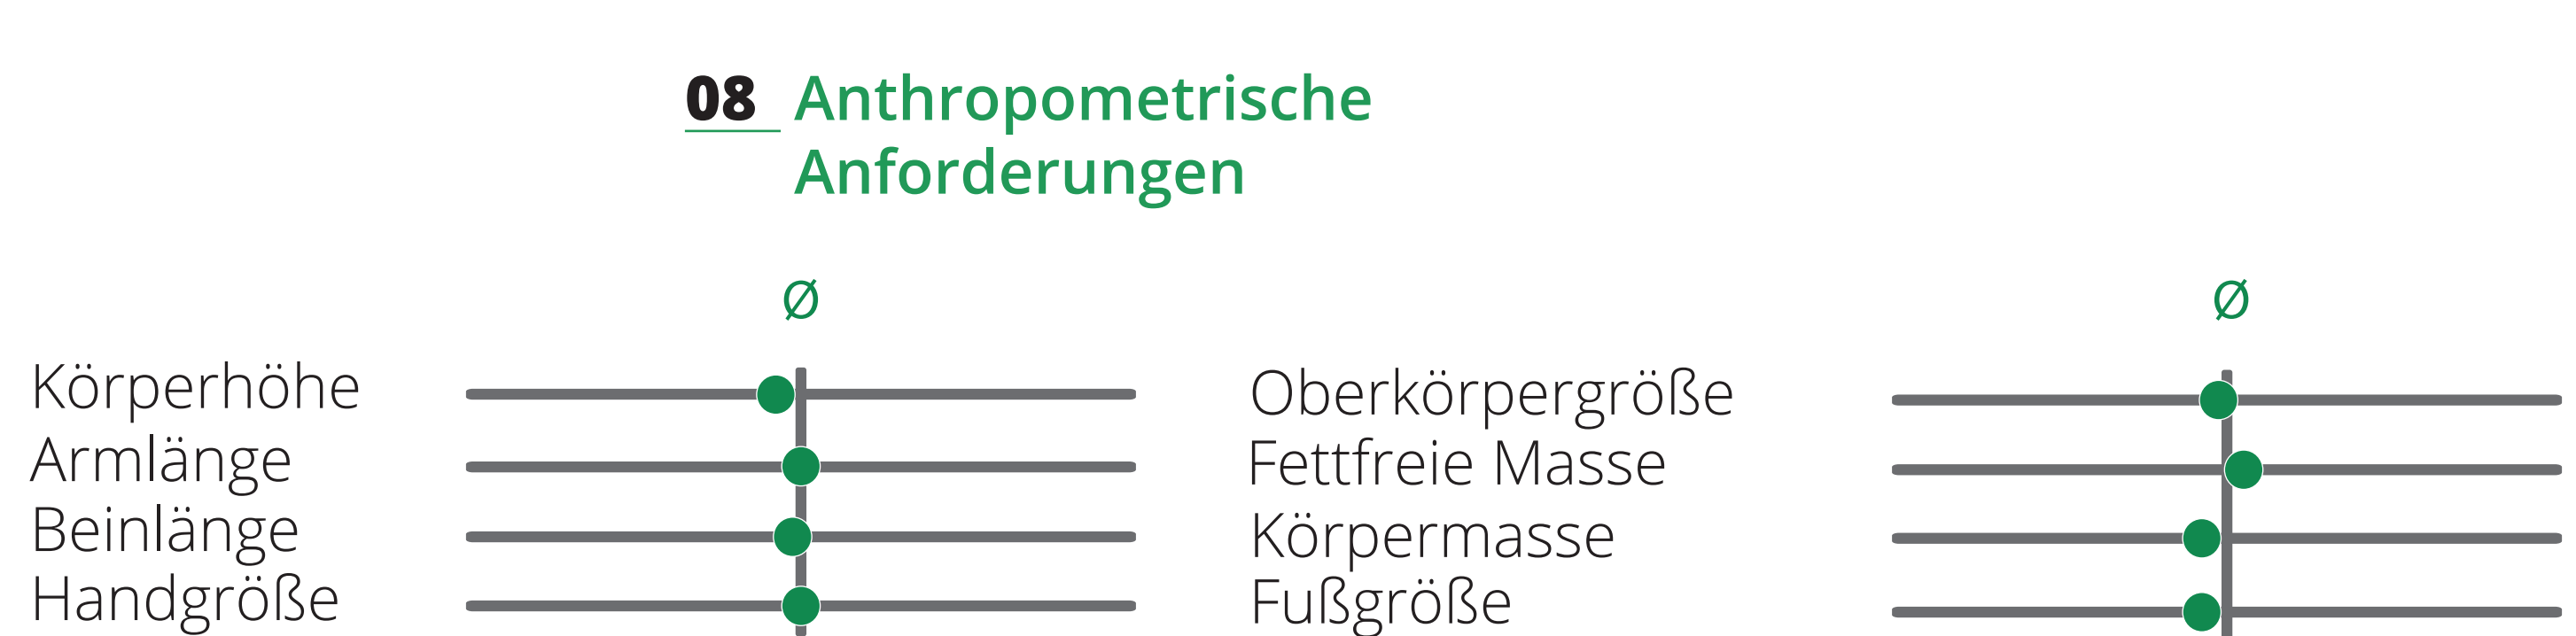 08 Anthropometrische
Anforderungen
Ø
Ø
Körperhöhe
Armlänge
Beinlänge
Handgröße
Oberkörpergröße
Fettfreie Masse
Körpermasse
Fußgröße